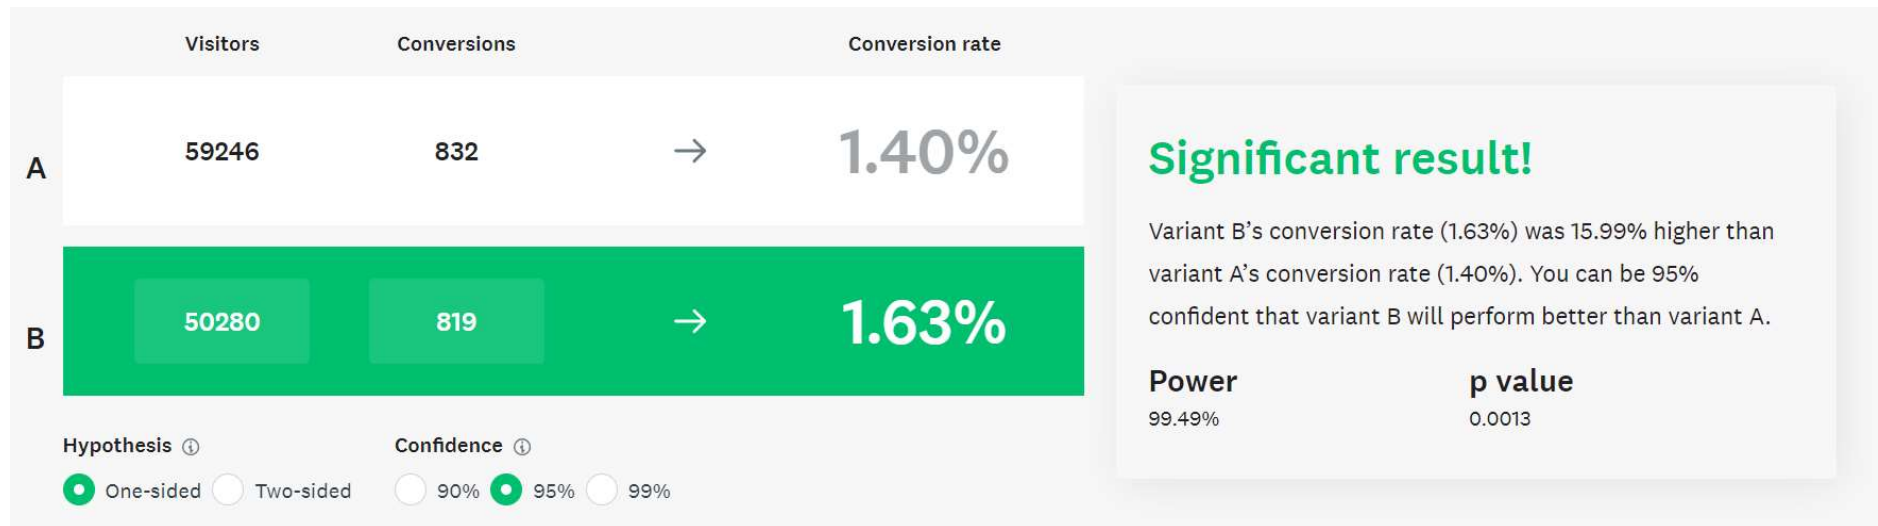 Visitors Conversions Conversion rate
A 59246 832 → 1.40%
B 50280 819 → 1.63%
Hypothesis Confidence
One-sided Two-sided 90% 95% 99%
Significant result!
Variant B’s conversion rate (1.63%) was 15.99% higher than
variant A’s conversion rate (1.40%). You can be 95%
confident that variant B will perform better than variant A.
Power p value
99.49% 0.0013